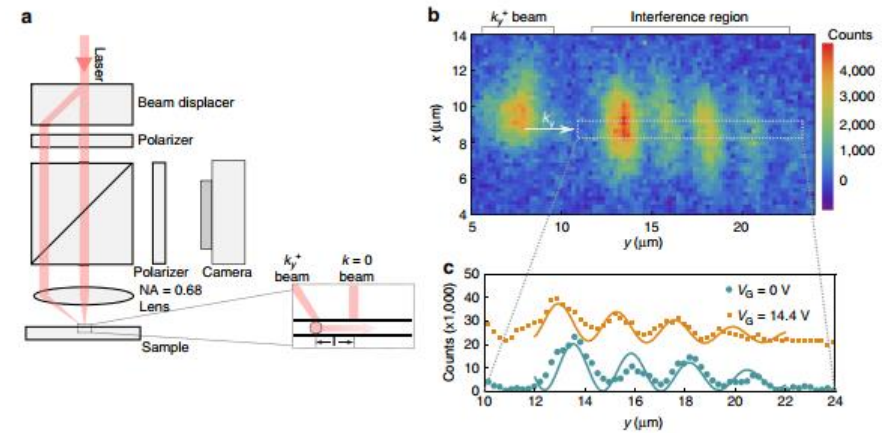 a
Laser
Beam displacer
Polarizer
Polarizer
Camera
NA = 0.68
Lens
Sample
ky+ beam
k = 0 beam
l
b
ky+ beam
Interference region
Counts
4,000
3,000
2,000
1,000
0
14
12
10
8
6
4
x (μm)
ky
5
10
15
20
y (μm)
c
50
40
30
20
10
0
Counts (x1,000)
VG = 0 V
VG = 14.4 V
10
12
14
16
18
20
22
24
y (μm)